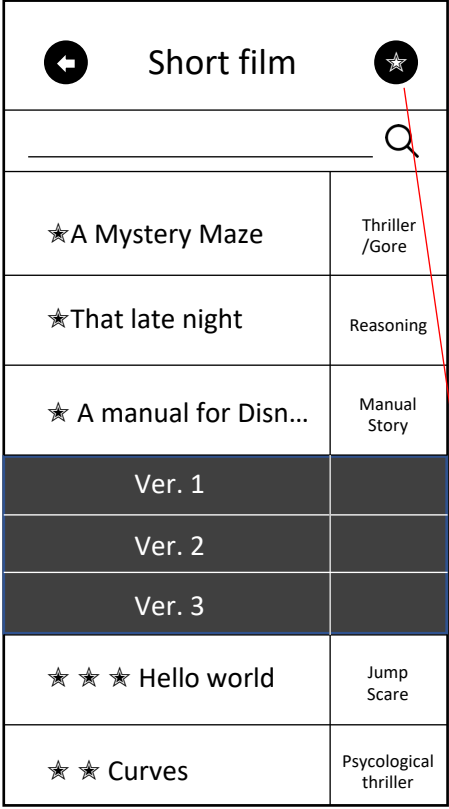 Short film
✭A Mystery Maze
Thriller
/Gore
✭That late night
Reasoning
✭ A manual for Disn...
Manual
Story
Ver. 1
Ver. 2
Ver. 3
✭ ✭ ✭ Hello world
Jump
Scare
✭ ✭ Curves
Psycological
thriller